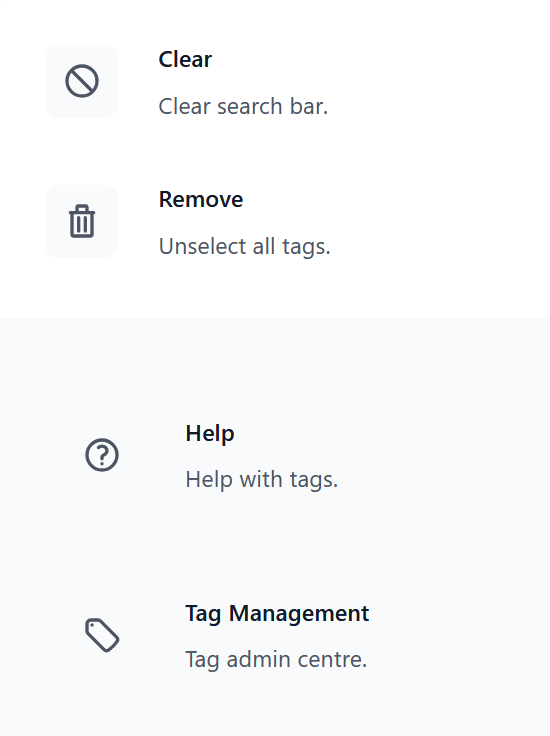 Clear
Clear search bar.
Remove
Unselect all tags.
Help
Help with tags.
Tag Management
Tag admin centre.